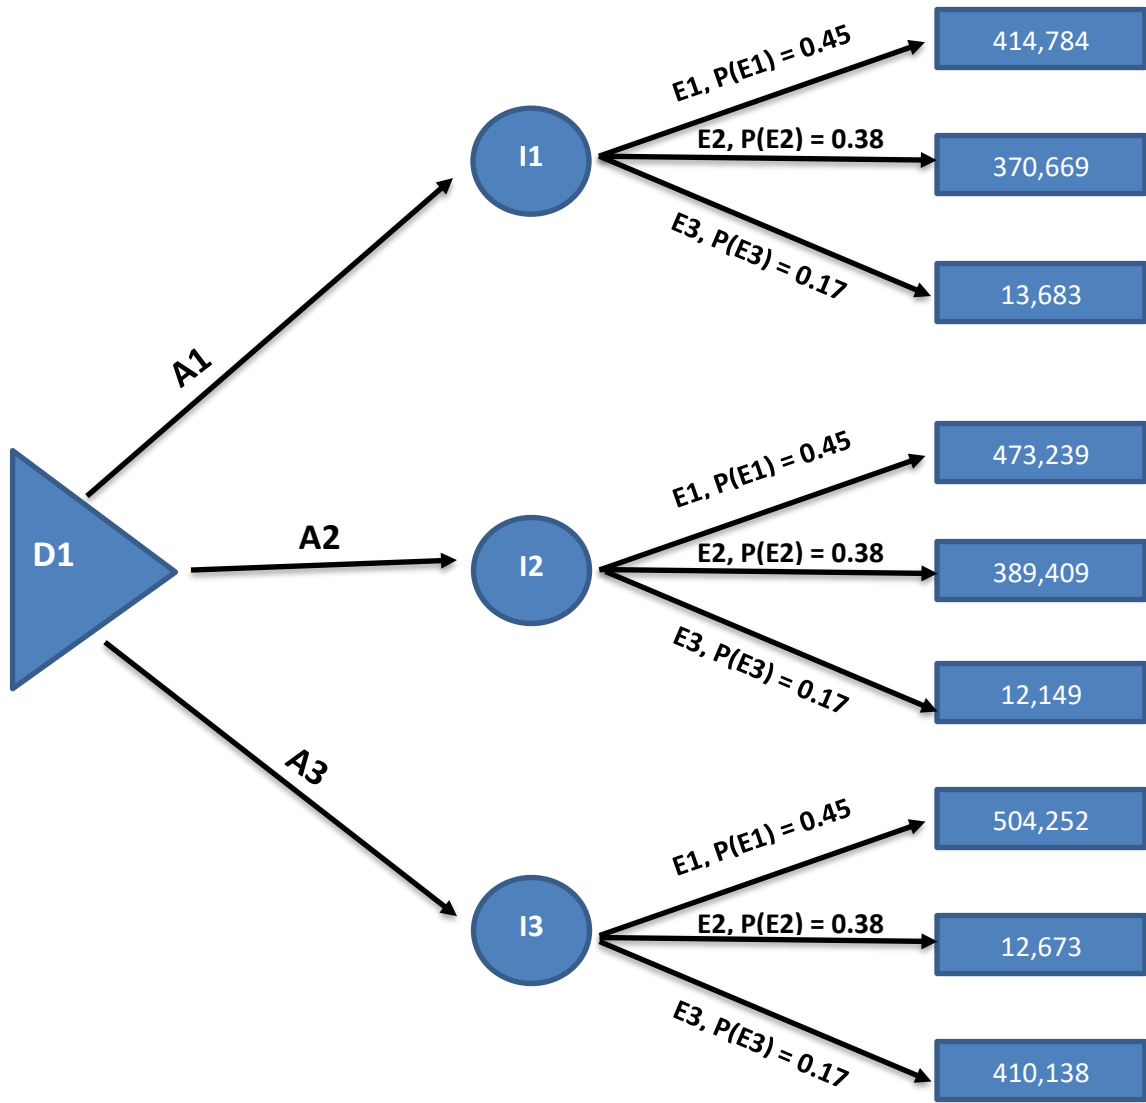 E1, P(E1) = 0.45
414,784
I1
E2, P(E2) = 0.38
370,669
E3, P(E3) = 0.17
13,683
A1
E1, P(E1) = 0.45
473,239
D1
A2
I2
E2, P(E2) = 0.38
389,409
E3, P(E3) = 0.17
12,149
A3
E1, P(E1) = 0.45
504,252
I3
E2, P(E2) = 0.38
12,673
E3, P(E3) = 0.17
410,138